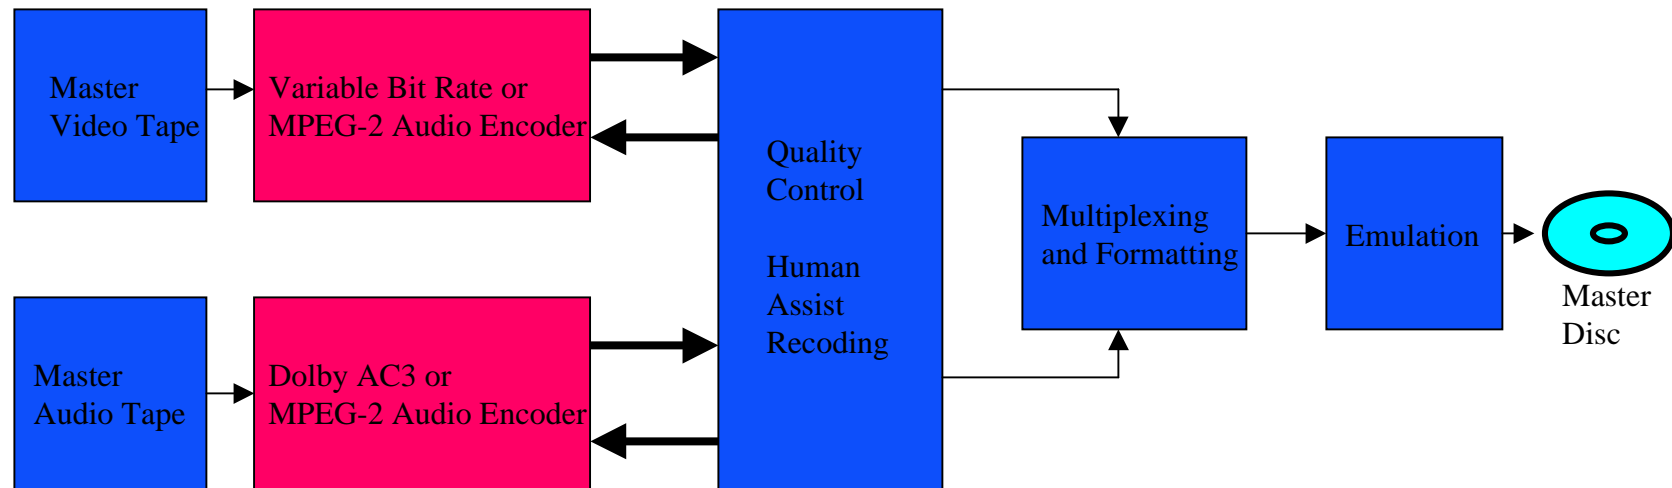 Master
Video Tape
Variable Bit Rate or
MPEG-2 Audio Encoder
Quality
Control
Human
Assist
Recoding
Multiplexing
and Formatting
Emulation
Master
Disc
Master
Audio Tape
Dolby AC3 or
MPEG-2 Audio Encoder